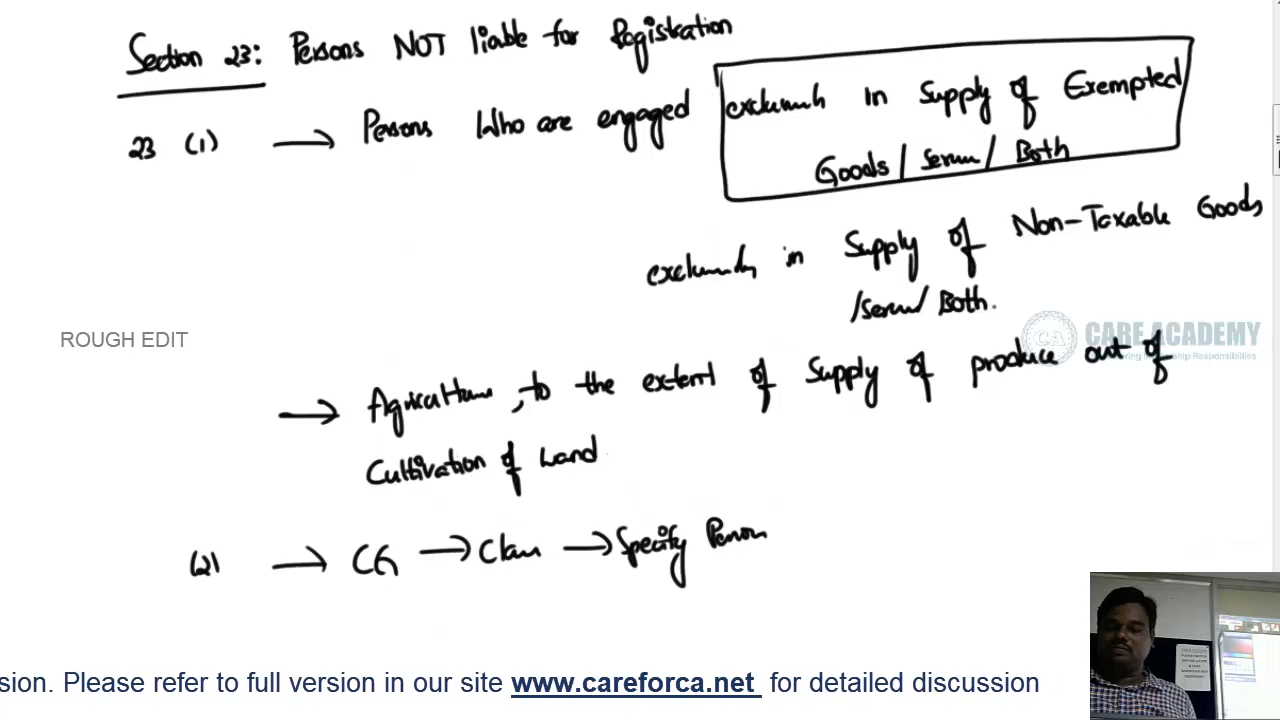 Section 23: Persons NOT liable for Registration
23 (1) → Persons Who are engaged exclusively in Supply of Exempted
Goods / Services / Both
exclusively in Supply of Non-Taxable Goods
/Services/ Both.
ROUGH EDIT
CARE ACADEMY
→ Agriculture, to the extent of Supply of produce out of
Cultivation of Land
(2) → CG → Class → Specify Person
sion. Please refer to full version in our site www.careforca.net for detailed discussion